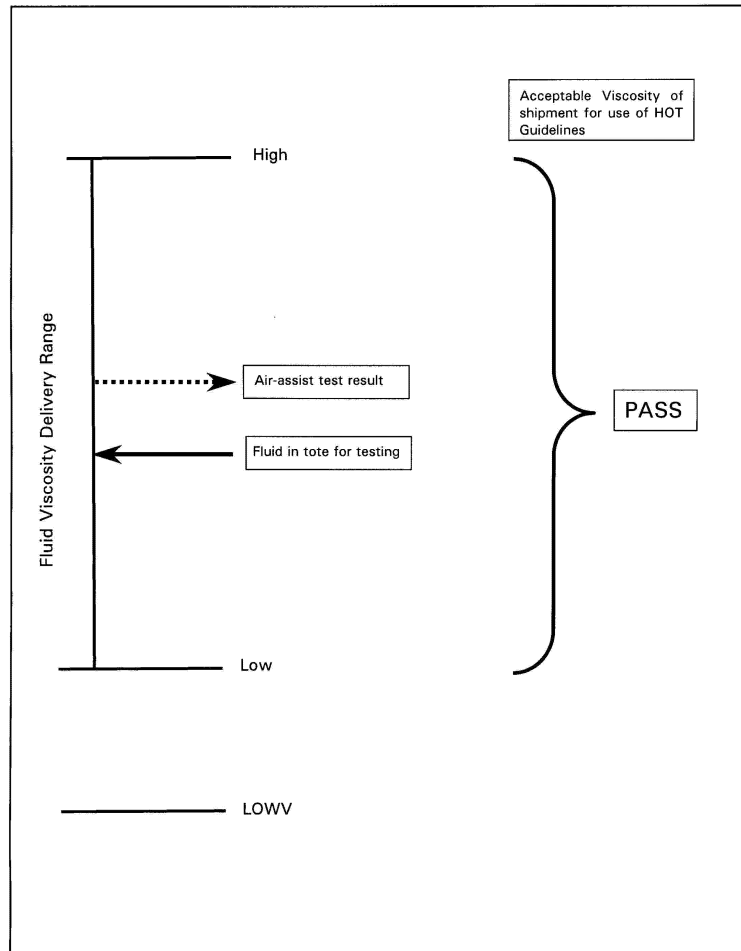 Acceptable Viscosity of
shipment for use of HOT
Guidelines
High
Fluid Viscosity Delivery Range
Air-assist test result
PASS
Fluid in tote for testing
Low
LOWV